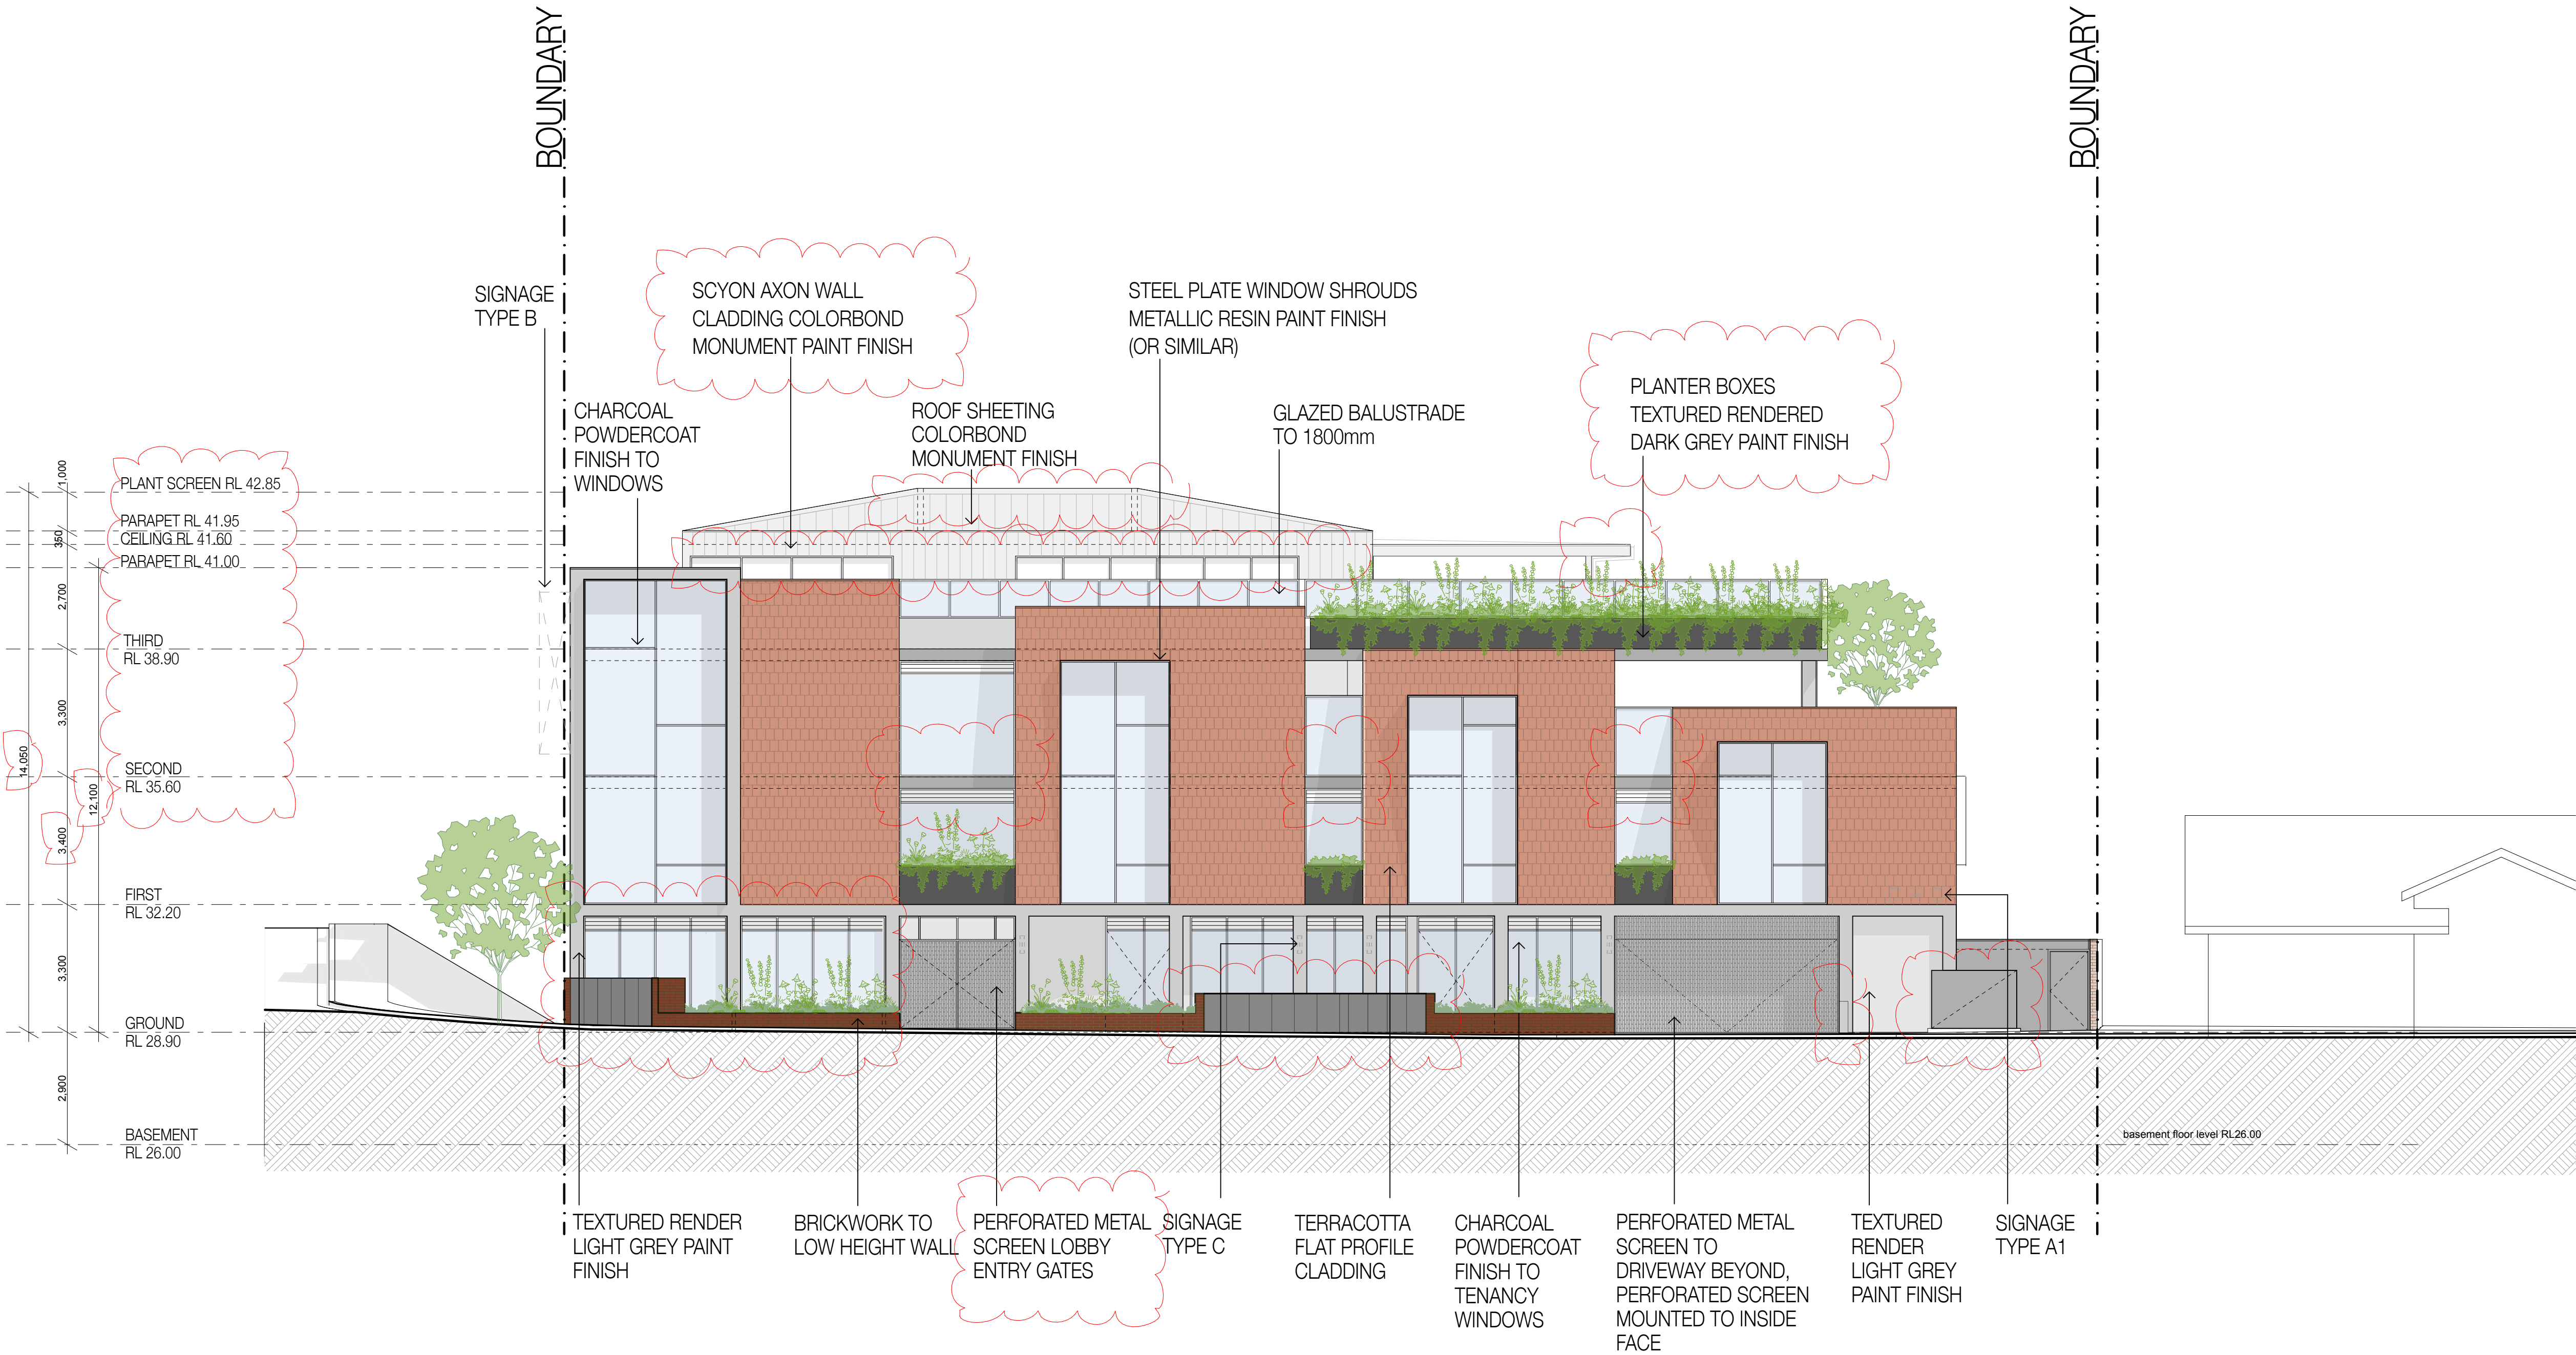 BOUNDARY
BOUNDARY
SIGNAGE
TYPE B
SCYON AXON WALL
CLADDING COLORBOND
MONUMENT PAINT FINISH
STEEL PLATE WINDOW SHROUDS
METALLIC RESIN PAINT FINISH
(OR SIMILAR)
PLANTER BOXES
TEXTURED RENDERED
DARK GREY PAINT FINISH
CHARCOAL
POWDERCOAT
FINISH TO
WINDOWS
ROOF SHEETING
COLORBOND
MONUMENT FINISH
GLAZED BALUSTRADE
TO 1800mm
1,000
PLANT SCREEN RL 42.85
PARAPET RL 41.95
350
CEILING RL 41.60
PARAPET RL 41.00
2,700
THIRD
RL 38.90
3,300
14,050
SECOND
RL 35.60
12,100
3,400
FIRST
RL 32.20
3,300
GROUND
RL 28.90
2,900
BASEMENT
RL 26.00
basement floor level RL26.00
TEXTURED RENDER
LIGHT GREY PAINT
FINISH
BRICKWORK TO
LOW HEIGHT WALL
PERFORATED METAL
SCREEN LOBBY
ENTRY GATES
SIGNAGE
TYPE C
TERRACOTTA
FLAT PROFILE
CLADDING
CHARCOAL
POWDERCOAT
FINISH TO
TENANCY
WINDOWS
PERFORATED METAL
SCREEN TO
DRIVEWAY BEYOND,
PERFORATED SCREEN
MOUNTED TO INSIDE
FACE
TEXTURED
RENDER
LIGHT GREY
PAINT FINISH
SIGNAGE
TYPE A1